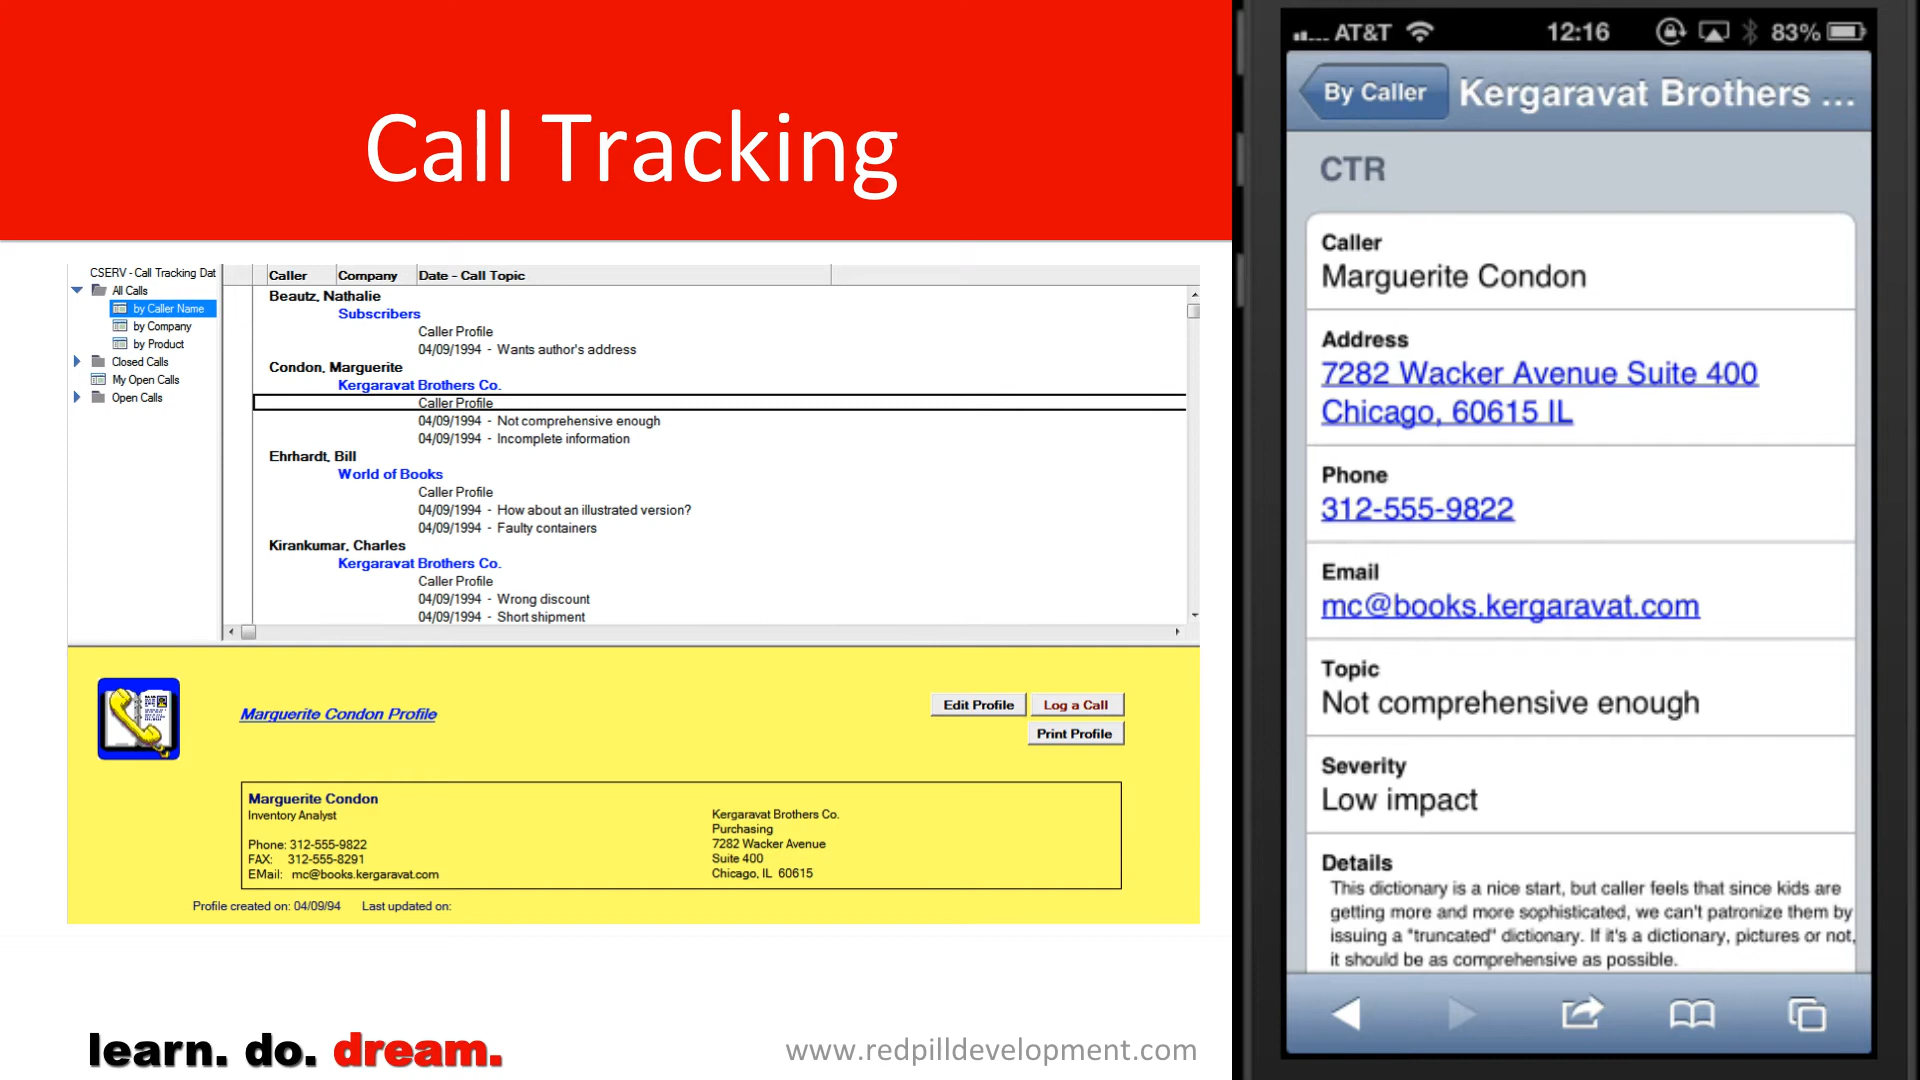 Call Tracking
CSERV - Call Tracking Dat
All Calls
by Caller Name
by Company
by Product
Closed Calls
My Open Calls
Open Calls
Caller Company Date - Call Topic
Beautz, Nathalie
Subscribers
Caller Profile
04/09/1994 - Wants author's address
Condon, Marguerite
Kergaravat Brothers Co.
Caller Profile
04/09/1994 - Not comprehensive enough
04/09/1994 - Incomplete information
Ehrhardt, Bill
World of Books
Caller Profile
04/09/1994 - How about an illustrated version?
04/09/1994 - Faulty containers
Kirankumar, Charles
Kergaravat Brothers Co.
Caller Profile
04/09/1994 - Wrong discount
04/09/1994 - Short shipment
Marguerite Condon Profile
Edit Profile
Log a Call
Print Profile
Marguerite Condon
Inventory Analyst
Phone: 312-555-9822
FAX: 312-555-8291
EMail: mc@books.kergaravat.com
Kergaravat Brothers Co.
Purchasing
7282 Wacker Avenue
Suite 400
Chicago, IL 60615
Profile created on: 04/09/94 Last updated on:
learn. do. dream.
www.redpilldevelopment.com
AT&T 12:16 83%
By Caller Kergaravat Brothers ...
CTR
Caller
Marguerite Condon
Address
7282 Wacker Avenue Suite 400
Chicago, 60615 IL
Phone
312-555-9822
Email
mc@books.kergaravat.com
Topic
Not comprehensive enough
Severity
Low impact
Details
This dictionary is a nice start, but caller feels that since kids are
getting more and more sophisticated, we can't patronize them by
issuing a "truncated" dictionary. If it's a dictionary, pictures or not,
it should be as comprehensive as possible.